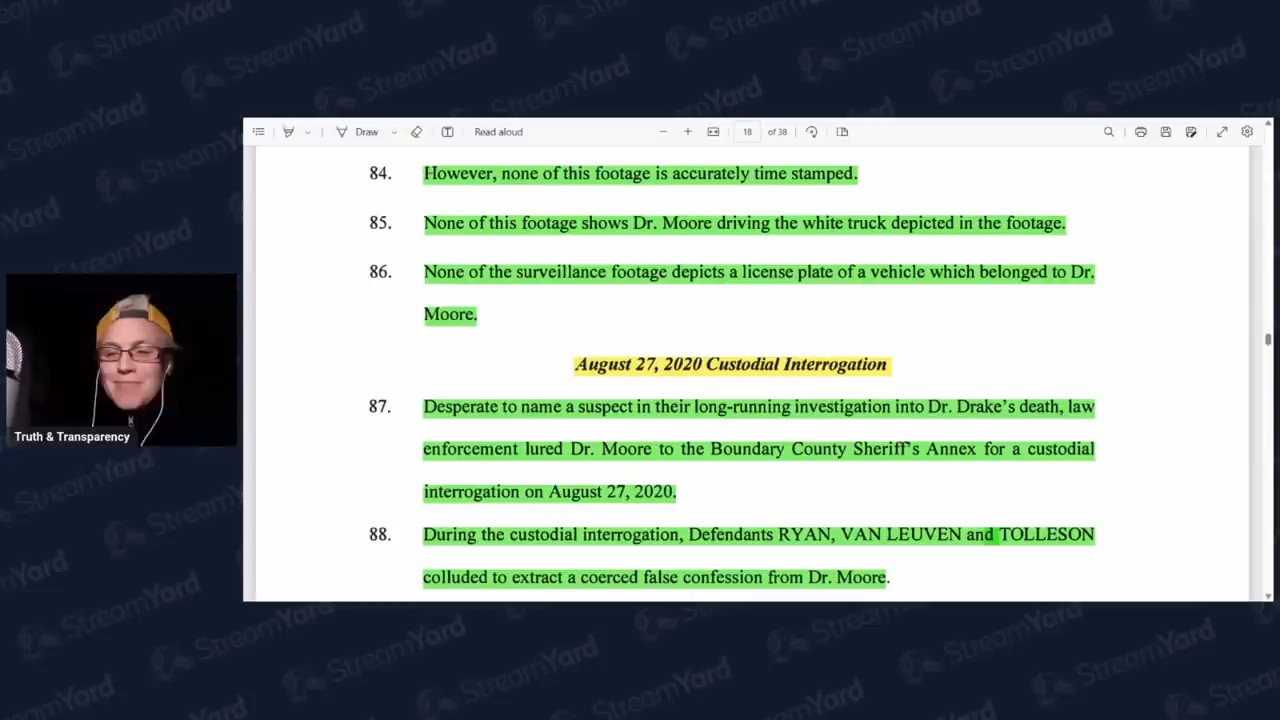 StreamYard
Draw
Read aloud
18 of 38
84. However, none of this footage is accurately time stamped.
85. None of this footage shows Dr. Moore driving the white truck depicted in the footage.
86. None of the surveillance footage depicts a license plate of a vehicle which belonged to Dr.
Moore.
August 27, 2020 Custodial Interrogation
87. Desperate to name a suspect in their long-running investigation into Dr. Drake's death, law
enforcement lured Dr. Moore to the Boundary County Sheriff's Annex for a custodial
interrogation on August 27, 2020.
88. During the custodial interrogation, Defendants RYAN, VAN LEUVEN and TOLLESON
colluded to extract a coerced false confession from Dr. Moore.
Truth & Transparency